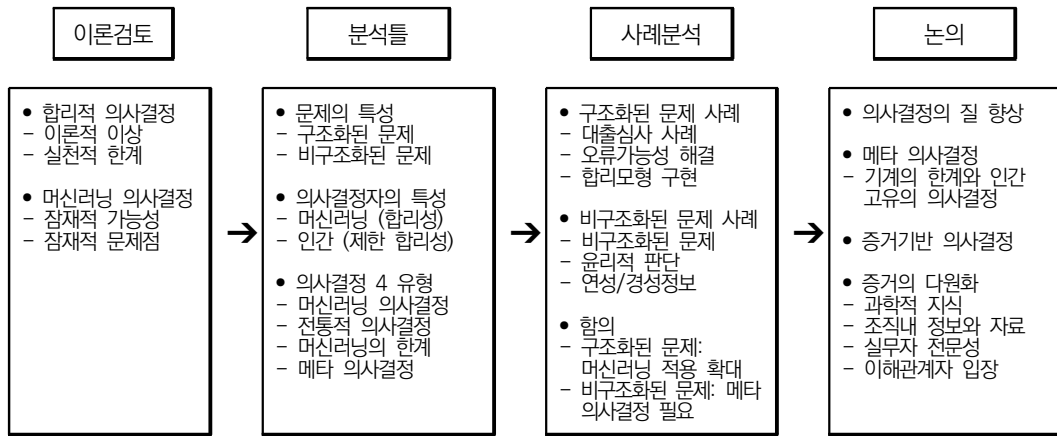 이론검토
• 합리적 의사결정
– 이론적 이상
– 실천적 한계
• 머신러닝 의사결정
– 잠재적 가능성
– 잠재적 문제점
➔
분석틀
• 문제의 특성
– 구조화된 문제
– 비구조화된 문제
• 의사결정자의 특성
– 머신러닝 (합리성)
– 인간 (제한 합리성)
• 의사결정 4 유형
– 머신러닝 의사결정
– 전통적 의사결정
– 머신러닝의 한계
– 메타 의사결정
➔
사례분석
• 구조화된 문제 사례
– 대출심사 사례
– 오류가능성 해결
– 합리모형 구현
• 비구조화된 문제 사례
– 비구조화된 문제
– 윤리적 판단
– 연성/경성정보
• 함의
– 구조화된 문제:
머신러닝 적용 확대
– 비구조화된 문제: 메타
의사결정 필요
➔
논의
• 의사결정의 질 향상
• 메타 의사결정
– 기계의 한계와 인간
고유의 의사결정
• 증거기반 의사결정
• 증거의 다원화
– 과학적 지식
– 조직내 정보와 자료
– 실무자 전문성
– 이해관계자 입장